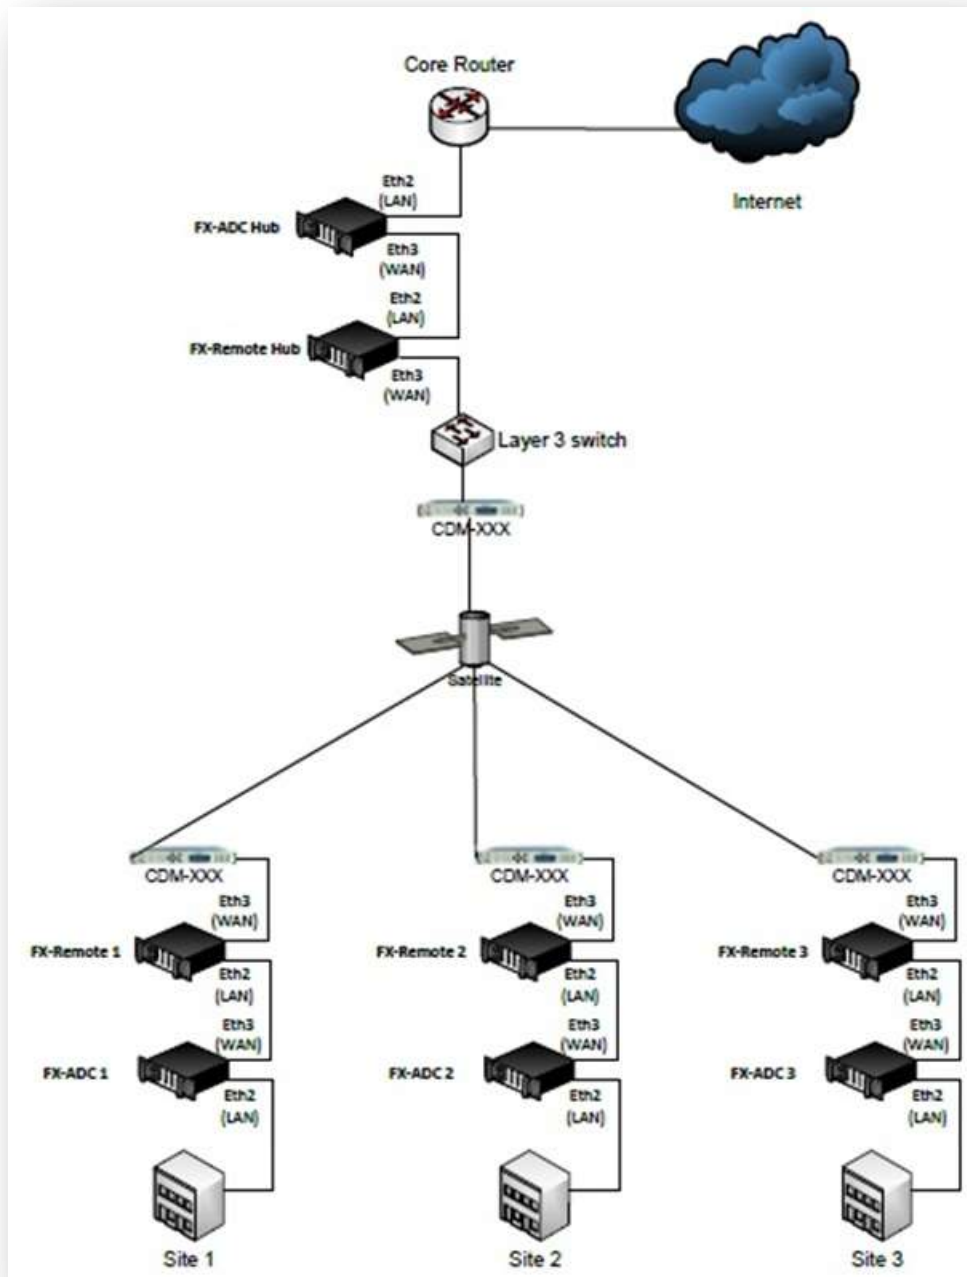 Core Router
Internet
Eth2
(LAN)
FX-ADC Hub
Eth3
(WAN)
Eth2
(LAN)
FX-Remote Hub
Eth3
(WAN)
Layer 3 switch
CDM-XXX
Satellite
CDM-XXX
CDM-XXX
CDM-XXX
Eth3
(WAN)
Eth3
(WAN)
Eth3
(WAN)
FX-Remote 1
FX-Remote 2
FX-Remote 3
Eth2
(LAN)
Eth2
(LAN)
Eth2
(LAN)
Eth3
(WAN)
Eth3
(WAN)
Eth3
(WAN)
FX-ADC 1
FX-ADC 2
FX-ADC 3
Eth2
(LAN)
Eth2
(LAN)
Eth2
(LAN)
Site 1
Site 2
Site 3